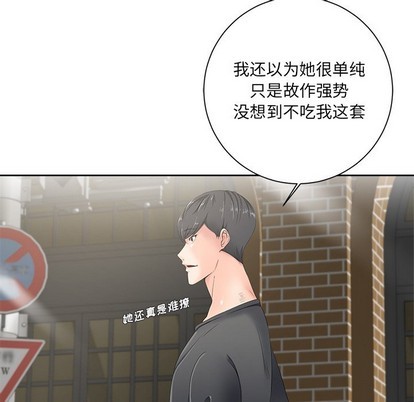 我还以为她很单纯
只是故作强势
没想到不吃我这套
她还真是难撩
W